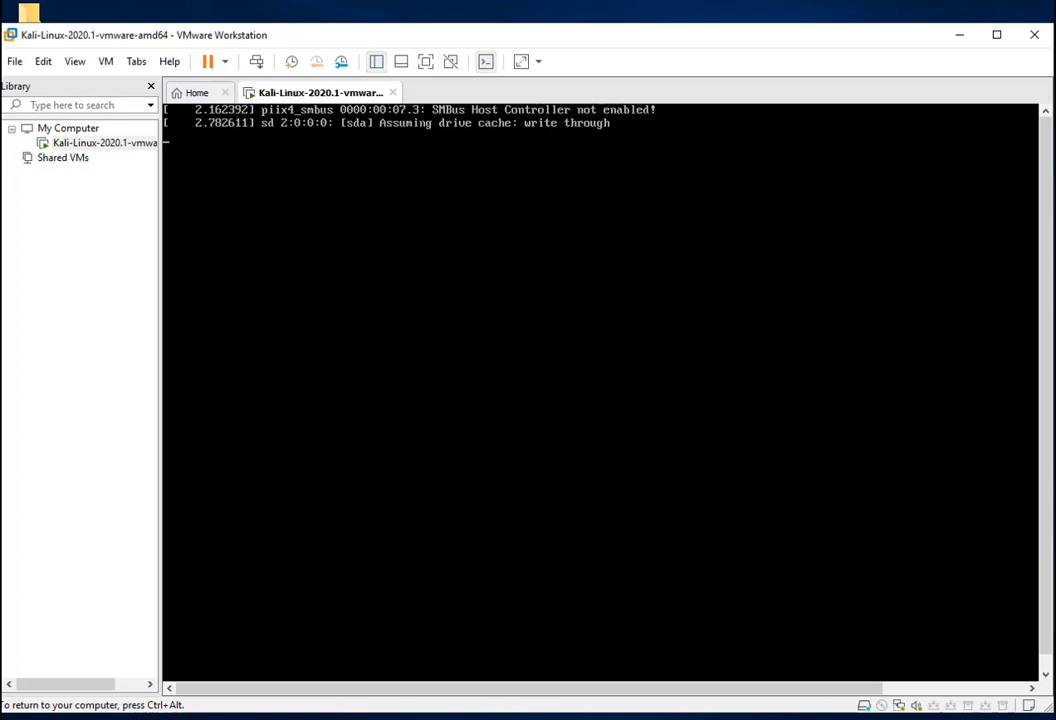 Kali-Linux-2020.1-vmware-amd64 - VMware Workstation
File Edit View VM Tabs Help
Library
Type here to search
My Computer
Kali-Linux-2020.1-vmwa
Shared VMs
Home
Kali-Linux-2020.1-vmwar...
[ 2.162392] piix4_smbus 0000:00:07.3: SMBus Host Controller not enabled!
[ 2.782611] sd 2:0:0:0: [sda] Assuming drive cache: write through
To return to your computer, press Ctrl+Alt.